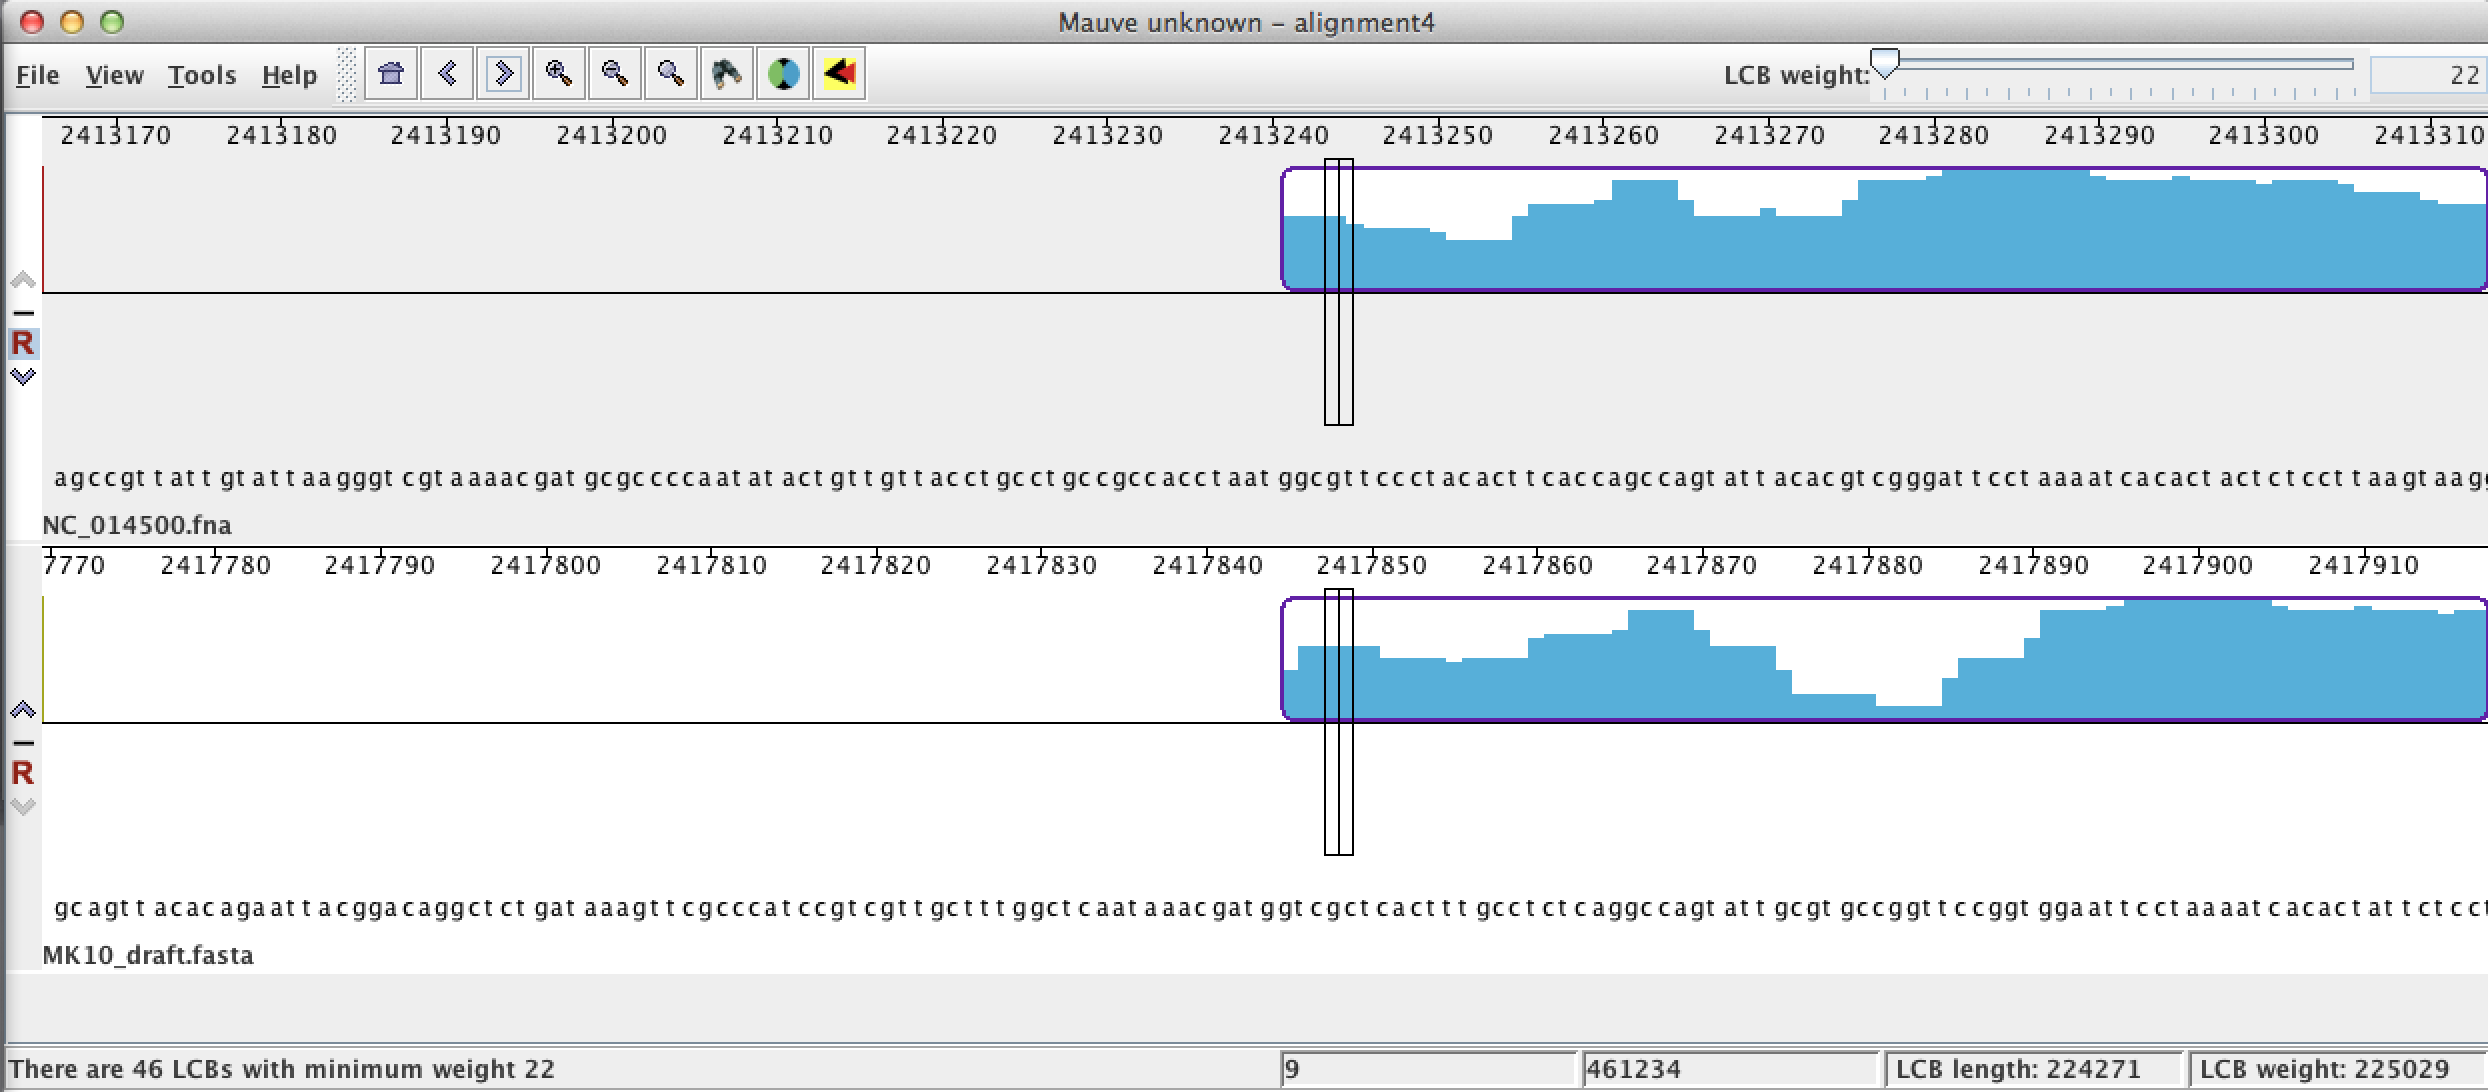 Mauve unknown – alignment4
File View Tools Help LCB weight: 22
2413170 2413180 2413190 2413200 2413210 2413220 2413230 2413240 2413250 2413260 2413270 2413280 2413290 2413300 2413310
R
agccgttattgtattaagggtcgtaaaacgatgcgccccaatatactgttgttacctgcctgccgccacctaatggcgttccctacacttcaccagccagtattacacgtcgggattcctaaaatcacactactctccttaagtaag
NC_014500.fna
7770 2417780 2417790 2417800 2417810 2417820 2417830 2417840 2417850 2417860 2417870 2417880 2417890 2417900 2417910
R
gcagttacacagaattacggacaggctctgataaagttcgcccatccgtcgttgctttggctcaataaacgatggtcgctcactttgcctctcaggccagtattgcgtgccggttccggtggaattcctaaaatcacactattctcct
MK10_draft.fasta
There are 46 LCBs with minimum weight 22 9 461234 LCB length: 224271 LCB weight: 225029